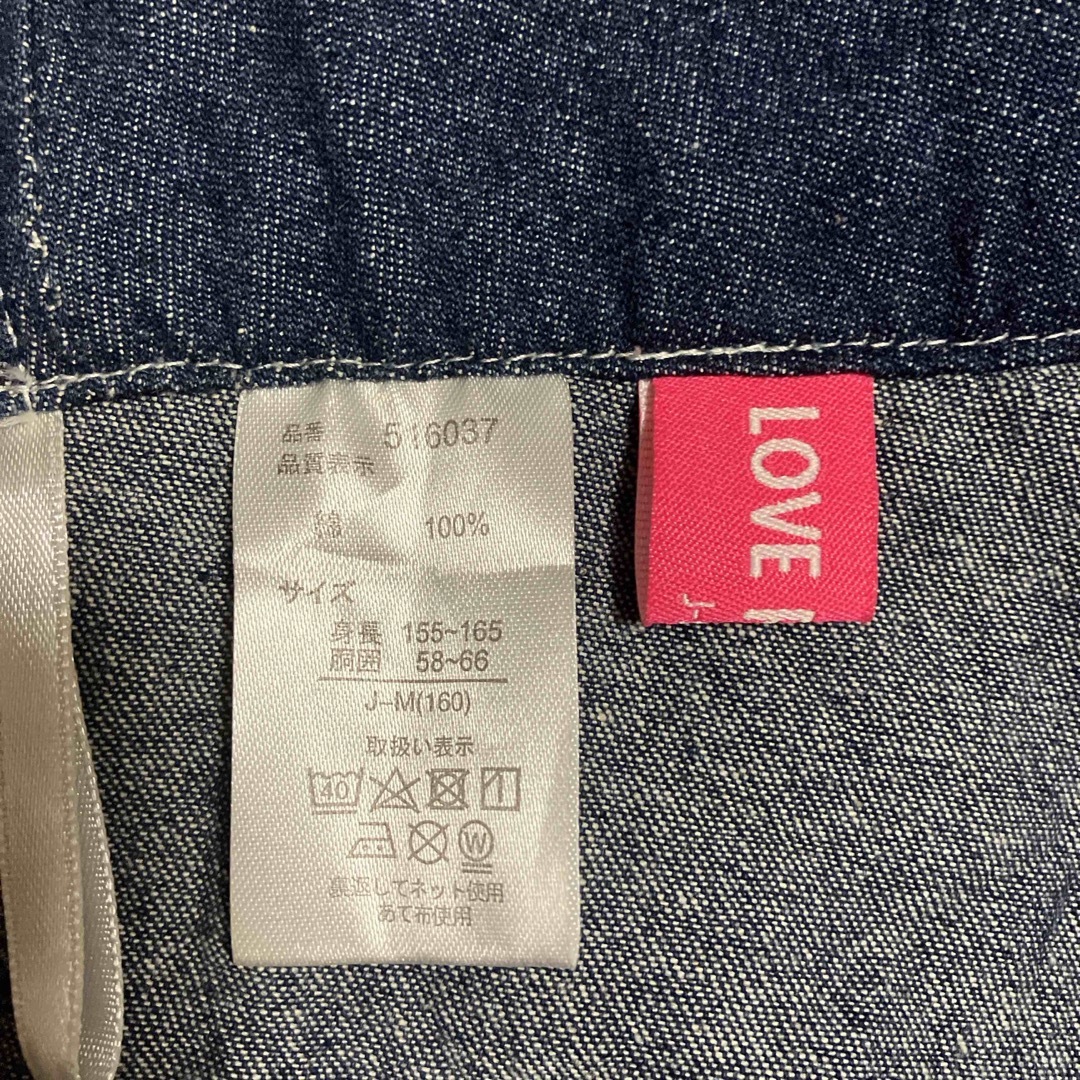 品番 516037
品質表示
綿 100%
サイズ
身長 155~165
胴囲 58~66
J-M(160)
取扱い表示
40
W
裏返してネット使用
あて布使用
LOVE
J-